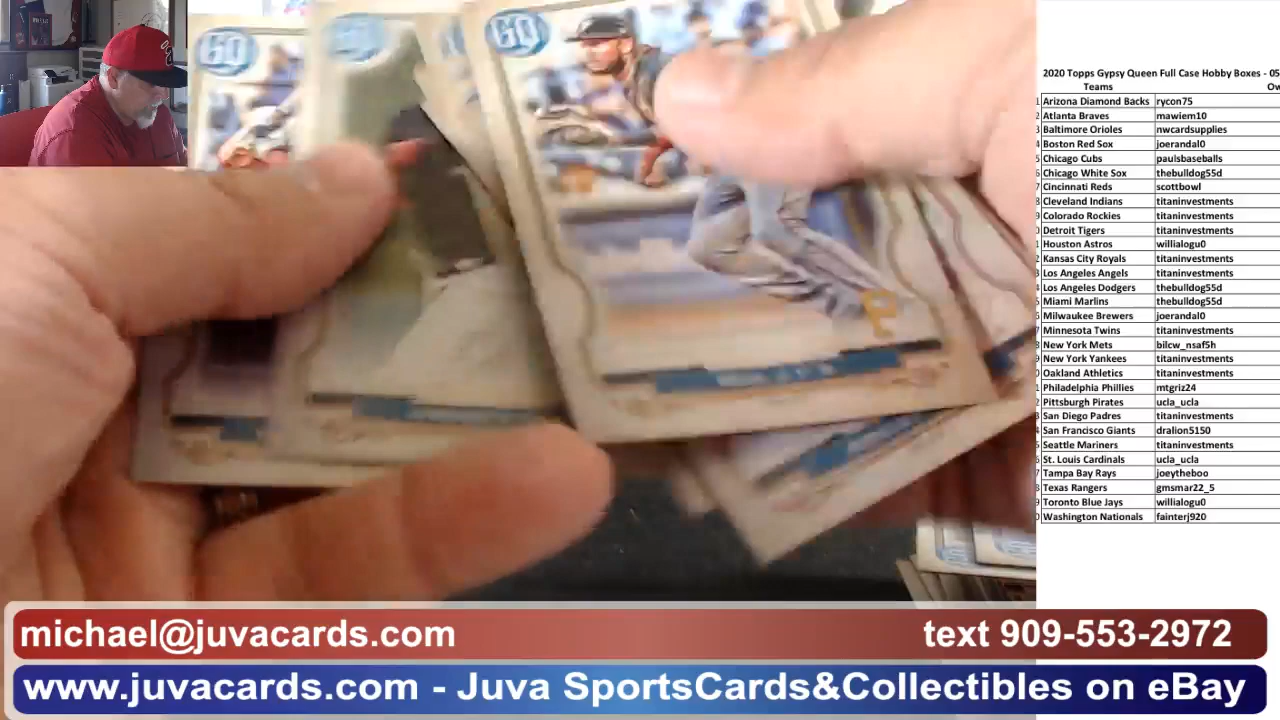 GQ
GQ
GQ
2020 Topps Gypsy Queen Full Case Hobby Boxes - 05
Teams Ow
Arizona Diamond Backs rycon75
Atlanta Braves mawiem10
Baltimore Orioles nwcardsupplies
Boston Red Sox joerandal0
Chicago Cubs paulsbaseballs
Chicago White Sox thebulldog55d
Cincinnati Reds scottbowl
Cleveland Indians titaninvestments
Colorado Rockies titaninvestments
Detroit Tigers titaninvestments
Houston Astros willialogu0
Kansas City Royals titaninvestments
Los Angeles Angels titaninvestments
Los Angeles Dodgers thebulldog55d
Miami Marlins thebulldog55d
Milwaukee Brewers joerandal0
Minnesota Twins titaninvestments
New York Mets bilcw_nsaf5h
New York Yankees titaninvestments
Oakland Athletics titaninvestments
Philadelphia Phillies mtgriz24
Pittsburgh Pirates ucla_ucla
San Diego Padres titaninvestments
San Francisco Giants dralion5150
Seattle Mariners titaninvestments
St. Louis Cardinals ucla_ucla
Tampa Bay Rays joeytheboo
Texas Rangers gmsmar22_5
Toronto Blue Jays willialogu0
Washington Nationals fainterj920
michael@juvacards.com text 909-553-2972
www.juvacards.com - Juva SportsCards&Collectibles on eBay